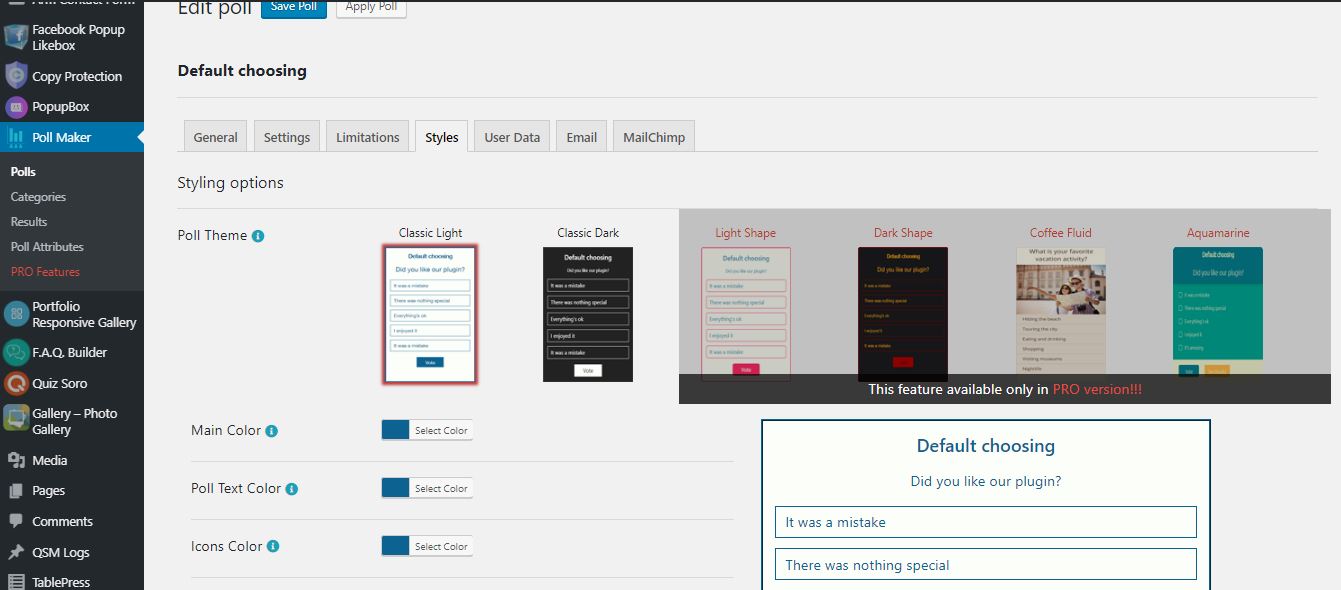 Edit poll
Save Poll
Apply Poll
Facebook Popup
Likebox
Copy Protection
PopupBox
Poll Maker
Polls
Categories
Results
Poll Attributes
PRO Features
Portfolio
Responsive Gallery
F.A.Q. Builder
Quiz Soro
Gallery – Photo
Gallery
Media
Pages
Comments
QSM Logs
TablePress
Default choosing
General
Settings
Limitations
Styles
User Data
Email
MailChimp
Styling options
Poll Theme
Classic Light
Default choosing
Did you like our plugin?
It was a mistake
There was nothing special
Everything's ok
I enjoyed it
It was a mistake
Vote
Classic Dark
Default choosing
Did you like our plugin?
It was a mistake
There was nothing special
Everything's ok
I enjoyed it
It was a mistake
Vote
Light Shape
Default choosing
Did you like our plugin?
It was a mistake
There was nothing special
Everything's ok
I enjoyed it
It was a mistake
Vote
Dark Shape
Default choosing
Did you like our plugin?
It was a mistake
There was nothing special
Everything's ok
I enjoyed it
It was a mistake
Coffee Fluid
What is your favorite
vacation activity?
Hitting the beach
Touring the city
Eating and drinking
Shopping
Visiting museums
Nightlife
Aquamarine
Default choosing
Did you like our plugin?
It was a mistake
There was nothing special
Everything's ok
I enjoyed it
It's amazing
Vote
This feature available only in PRO version!!!
Main Color
Select Color
Poll Text Color
Select Color
Icons Color
Select Color
Default choosing
Did you like our plugin?
It was a mistake
There was nothing special